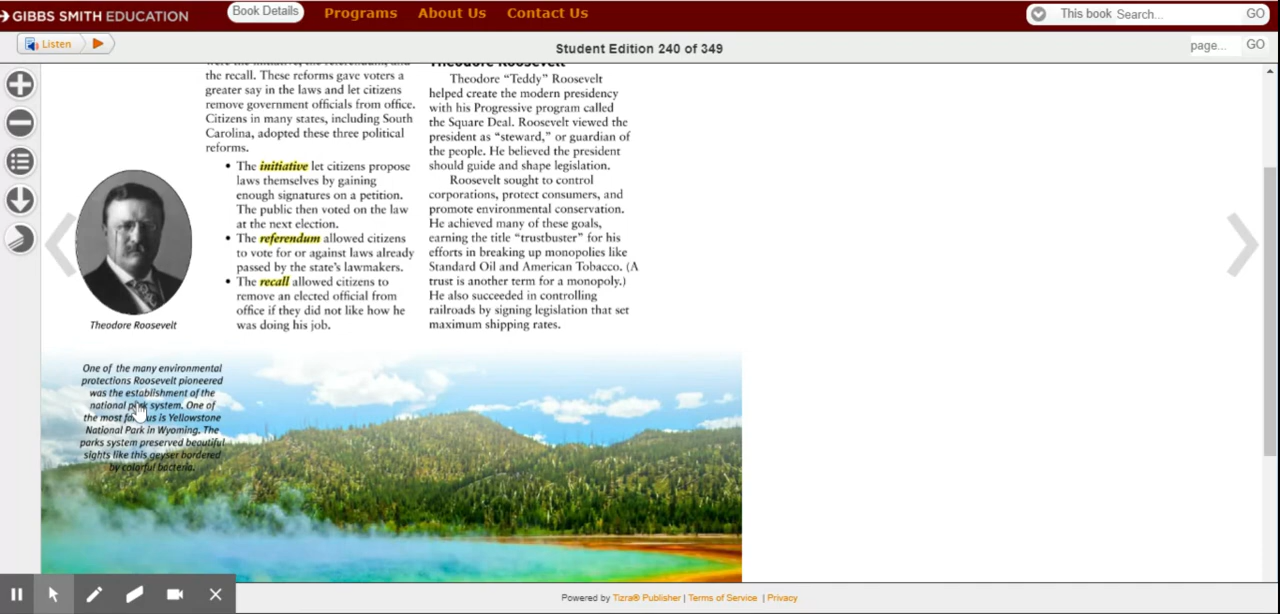 GIBBS SMITH EDUCATION
Book Details
Programs
About Us
Contact Us
This book
Search...
GO
Listen
Student Edition 240 of 349
page...
GO
were the initiative, the referendum, and
the recall. These reforms gave voters a
greater say in the laws and let citizens
remove government officials from office.
Citizens in many states, including South
Carolina, adopted these three political
reforms.
• The initiative let citizens propose
laws themselves by gaining
enough signatures on a petition.
The public then voted on the law
at the next election.
• The referendum allowed citizens
to vote for or against laws already
passed by the state's lawmakers.
• The recall allowed citizens to
remove an elected official from
office if they did not like how he
was doing his job.
Theodore Roosevelt
Theodore "Teddy" Roosevelt
helped create the modern presidency
with his Progressive program called
the Square Deal. Roosevelt viewed the
president as "steward," or guardian of
the people. He believed the president
should guide and shape legislation.
Roosevelt sought to control
corporations, protect consumers, and
promote environmental conservation.
He achieved many of these goals,
earning the title "trustbuster" for his
efforts in breaking up monopolies like
Standard Oil and American Tobacco. (A
trust is another term for a monopoly.)
He also succeeded in controlling
railroads by signing legislation that set
maximum shipping rates.
Theodore Roosevelt
One of the many environmental
protections Roosevelt pioneered
was the establishment of the
national park system. One of
the most famous is Yellowstone
National Park in Wyoming. The
parks system preserved beautiful
sights like this geyser bordered
by colorful bacteria.
Powered by Tizra® Publisher | Terms of Service | Privacy